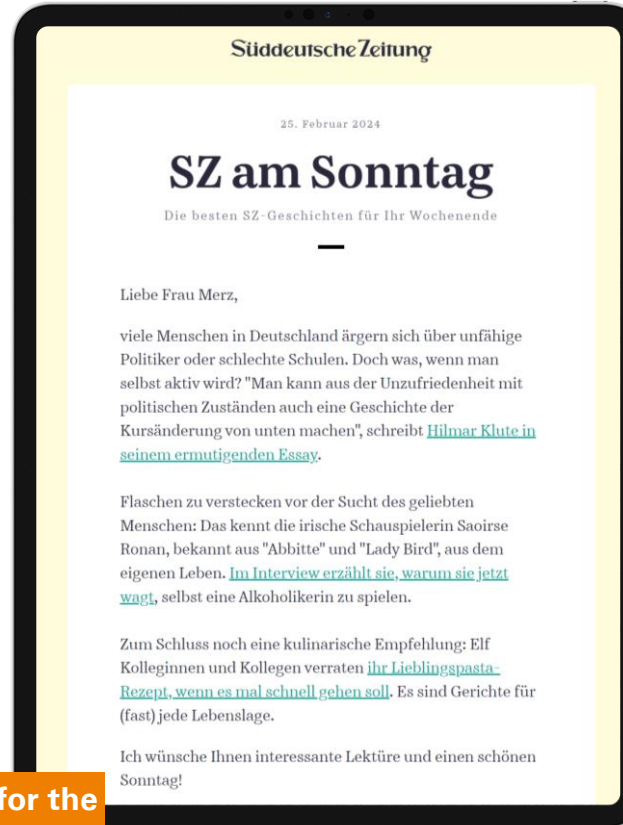 Süddeutsche Zeitung
25. Februar 2024
SZ am Sonntag
Die besten SZ-Geschichten für Ihr Wochenende
Liebe Frau Merz,
viele Menschen in Deutschland ärgern sich über unfähige
Politiker oder schlechte Schulen. Doch was, wenn man
selbst aktiv wird? "Man kann aus der Unzufriedenheit mit
politischen Zuständen auch eine Geschichte der
Kursänderung von unten machen", schreibt Hilmar Klute in
seinem ermutigenden Essay.
Flaschen zu verstecken vor der Sucht des geliebten
Menschen: Das kennt die irische Schauspielerin Saoirse
Ronan, bekannt aus "Abbitte" und "Lady Bird", aus dem
eigenen Leben. Im Interview erzählt sie, warum sie jetzt
wagt, selbst eine Alkoholikerin zu spielen.
Zum Schluss noch eine kulinarische Empfehlung: Elf
Kolleginnen und Kollegen verraten ihr Lieblingspasta-
Rezept, wenn es mal schnell gehen soll. Es sind Gerichte für
(fast) jede Lebenslage.
Ich wünsche Ihnen interessante Lektüre und einen schönen
Sonntag!
for the